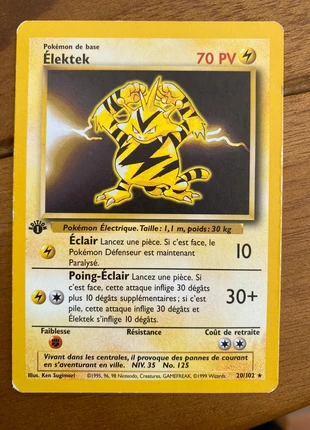 Pokémon de base
Élektek 70 PV
ÉDITION
1
Pokémon Électrique. Taille: 1,1 m, poids: 30 kg
Éclair Lancez une pièce. Si c'est face, le
Pokémon Défenseur est maintenant
Paralysé.
10
Poing-Éclair Lancez une pièce. Si
c'est face, cette attaque inflige 30 dégâts
plus 10 dégâts supplémentaires; si c'est
pile, cette attaque inflige 30 dégâts et
Élektek s'inflige 10 dégâts.
30+
Faiblesse Résistance Coût de retraite
Vivant dans les centrales, il provoque des pannes de courant
en s'aventurant en ville. NIV. 35 No. 125
Illus. Ken Sugimori ©1995, 96, 98 Nintendo, Creatures, GAMEFREAK. ©1999 Wizards. 20/102 ★